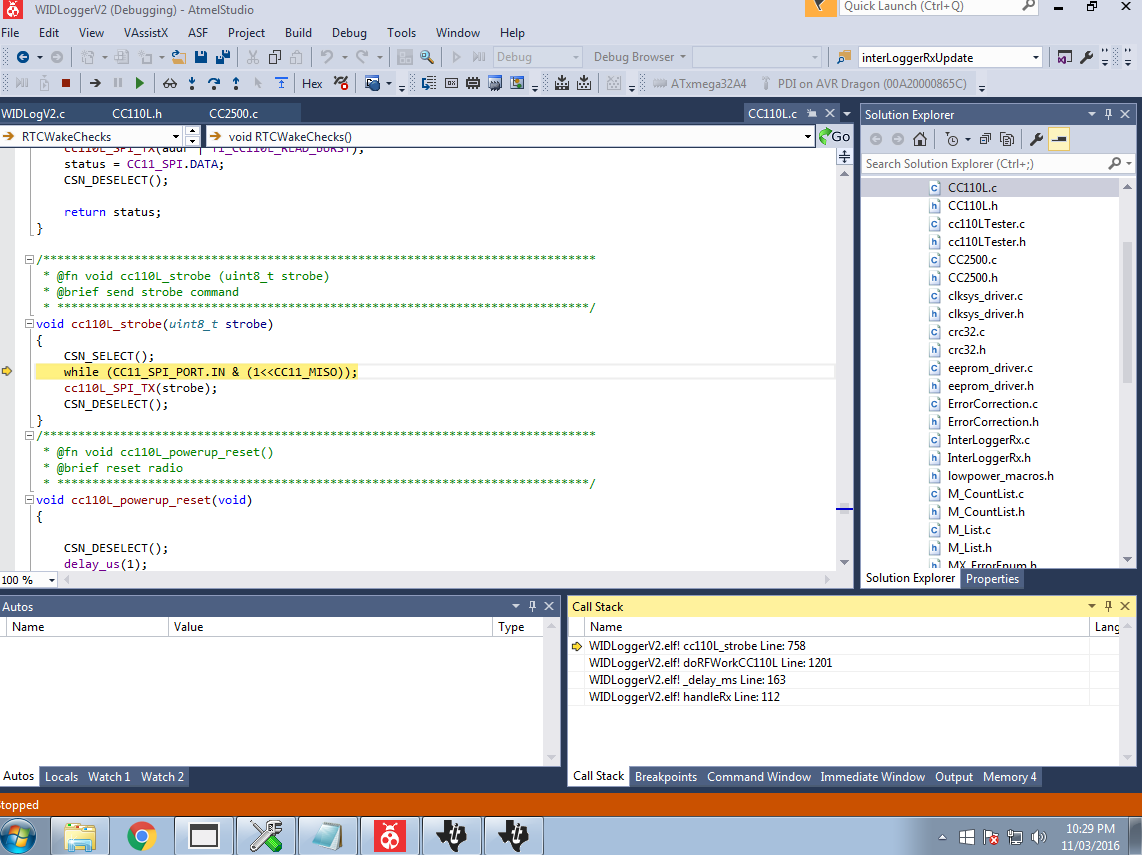 WIDLoggerV2 (Debugging) - AtmelStudio
Quick Launch (Ctrl+Q)
File Edit View VAssistX ASF Project Build Debug Tools Window Help
Debug Debug Browser interLoggerRxUpdate
Hex ATxmega32A4 PDI on AVR Dragon (00A20000865C)
WIDLogV2.c CC110L.h CC2500.c CC110L.c
RTCWakeChecks void RTCWakeChecks() Go
status = CC11_SPI.DATA;
CSN_DESELECT();
return status;
}
/******************************************************************************
* @fn void cc110L_strobe (uint8_t strobe)
* @brief send strobe command
* ***************************************************************************/
void cc110L_strobe(uint8_t strobe)
{
CSN_SELECT();
while (CC11_SPI_PORT.IN & (1<<CC11_MISO));
cc110L_SPI_TX(strobe);
CSN_DESELECT();
}
/******************************************************************************
* @fn void cc110L_powerup_reset()
* @brief reset radio
* ***************************************************************************/
void cc110L_powerup_reset(void)
{
CSN_DESELECT();
delay_us(1);
100 %
Solution Explorer
Search Solution Explorer (Ctrl+;)
CC110L.c
CC110L.h
cc110LTester.c
cc110LTester.h
CC2500.c
CC2500.h
clksys_driver.c
clksys_driver.h
crc32.c
crc32.h
eeprom_driver.c
eeprom_driver.h
ErrorCorrection.c
ErrorCorrection.h
InterLoggerRx.c
InterLoggerRx.h
lowpower_macros.h
M_CountList.c
M_CountList.h
M_List.c
M_List.h
MX_ErrorEnum.h
Solution Explorer Properties
Autos
Name Value Type
Autos Locals Watch 1 Watch 2
Call Stack
Name Lang
WIDLoggerV2.elf! cc110L_strobe Line: 758
WIDLoggerV2.elf! doRFWorkCC110L Line: 1201
WIDLoggerV2.elf! _delay_ms Line: 163
WIDLoggerV2.elf! handleRx Line: 112
Call Stack Breakpoints Command Window Immediate Window Output Memory 4
Stopped
10:29 PM
11/03/2016